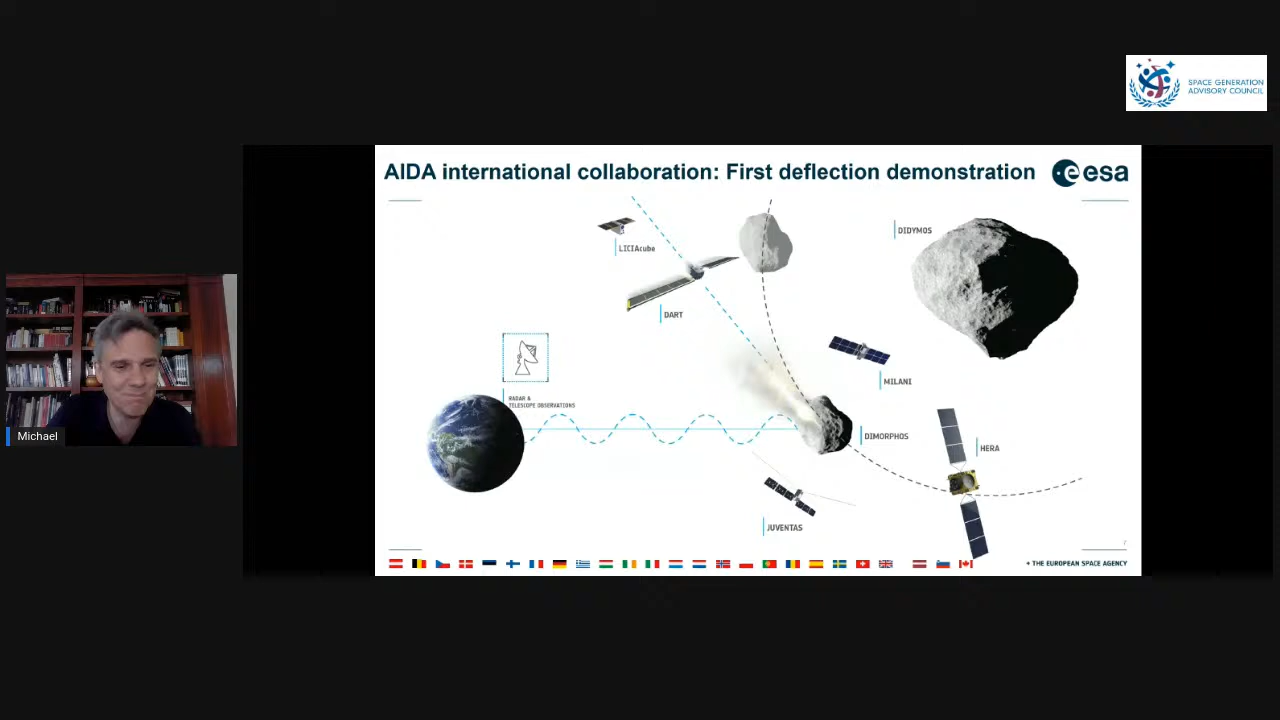 SPACE GENERATION
ADVISORY COUNCIL
AIDA international collaboration: First deflection demonstration
esa
LICIAcube
DIDYMOS
DART
MILANI
RADAR &
TELESCOPE OBSERVATIONS
Michael
DIMORPHOS
HERA
JUVENTAS
7
→ THE EUROPEAN SPACE AGENCY